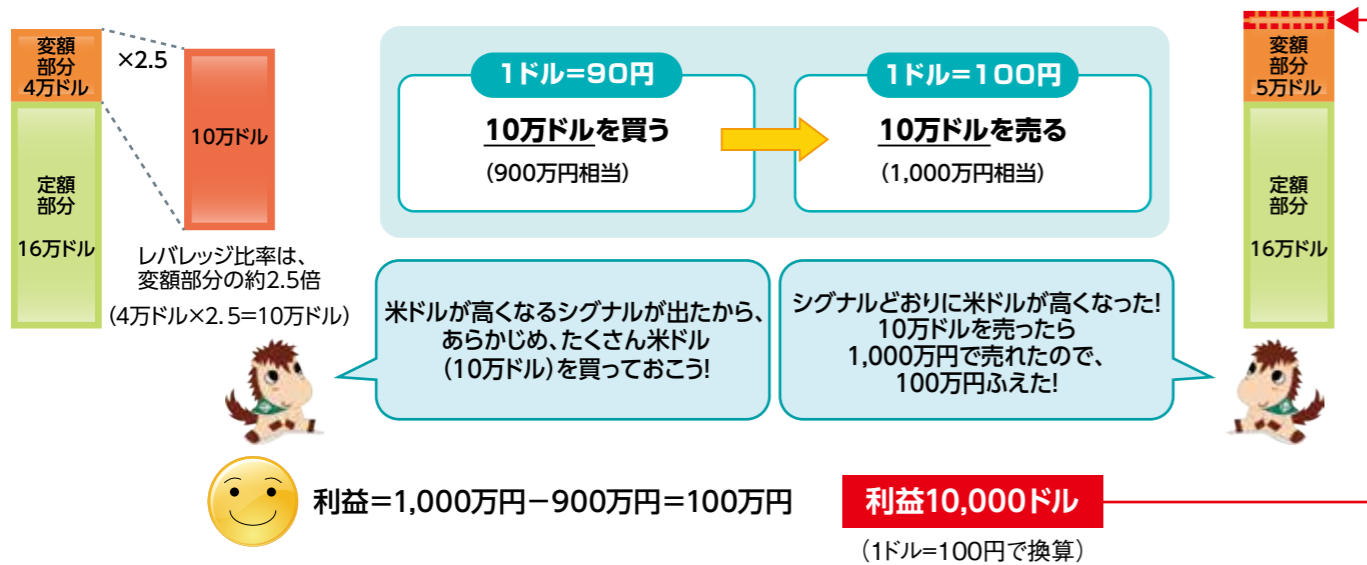 変額
部分
4万ドル
×2.5
10万ドル
定額
部分
16万ドル
レバレッジ比率は、
変額部分の約2.5倍
(4万ドル×2.5=10万ドル)
1ドル=90円
10万ドルを買う
(900万円相当)
1ドル=100円
10万ドルを売る
(1,000万円相当)
変額
部分
5万ドル
定額
部分
16万ドル
米ドルが高くなるシグナルが出たから、
あらかじめ、たくさん米ドル
(10万ドル)を買っておこう!
シグナルどおりに米ドルが高くなった!
10万ドルを売ったら
1,000万円で売れたので、
100万円ふえた!
利益=1,000万円−900万円=100万円
利益10,000ドル
(1ドル=100円で換算)